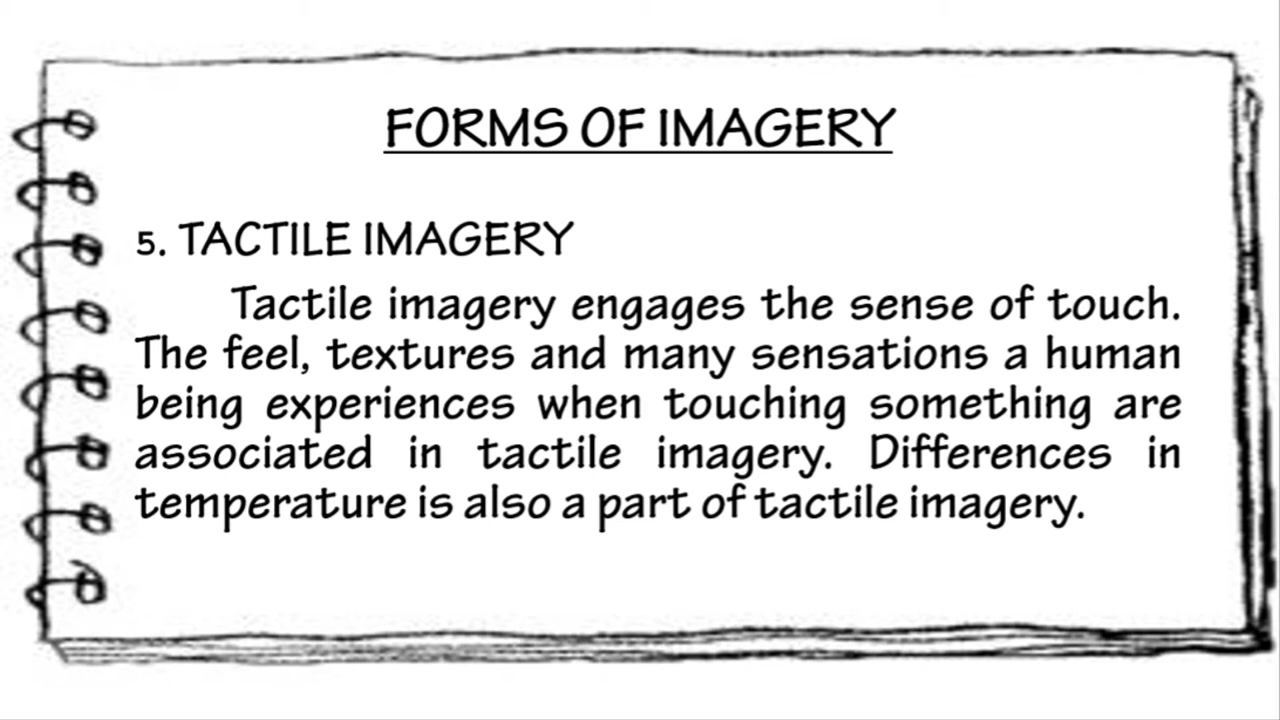 FORMS OF IMAGERY
5. TACTILE IMAGERY
Tactile imagery engages the sense of touch.
The feel, textures and many sensations a human
being experiences when touching something are
associated in tactile imagery. Differences in
temperature is also a part of tactile imagery.